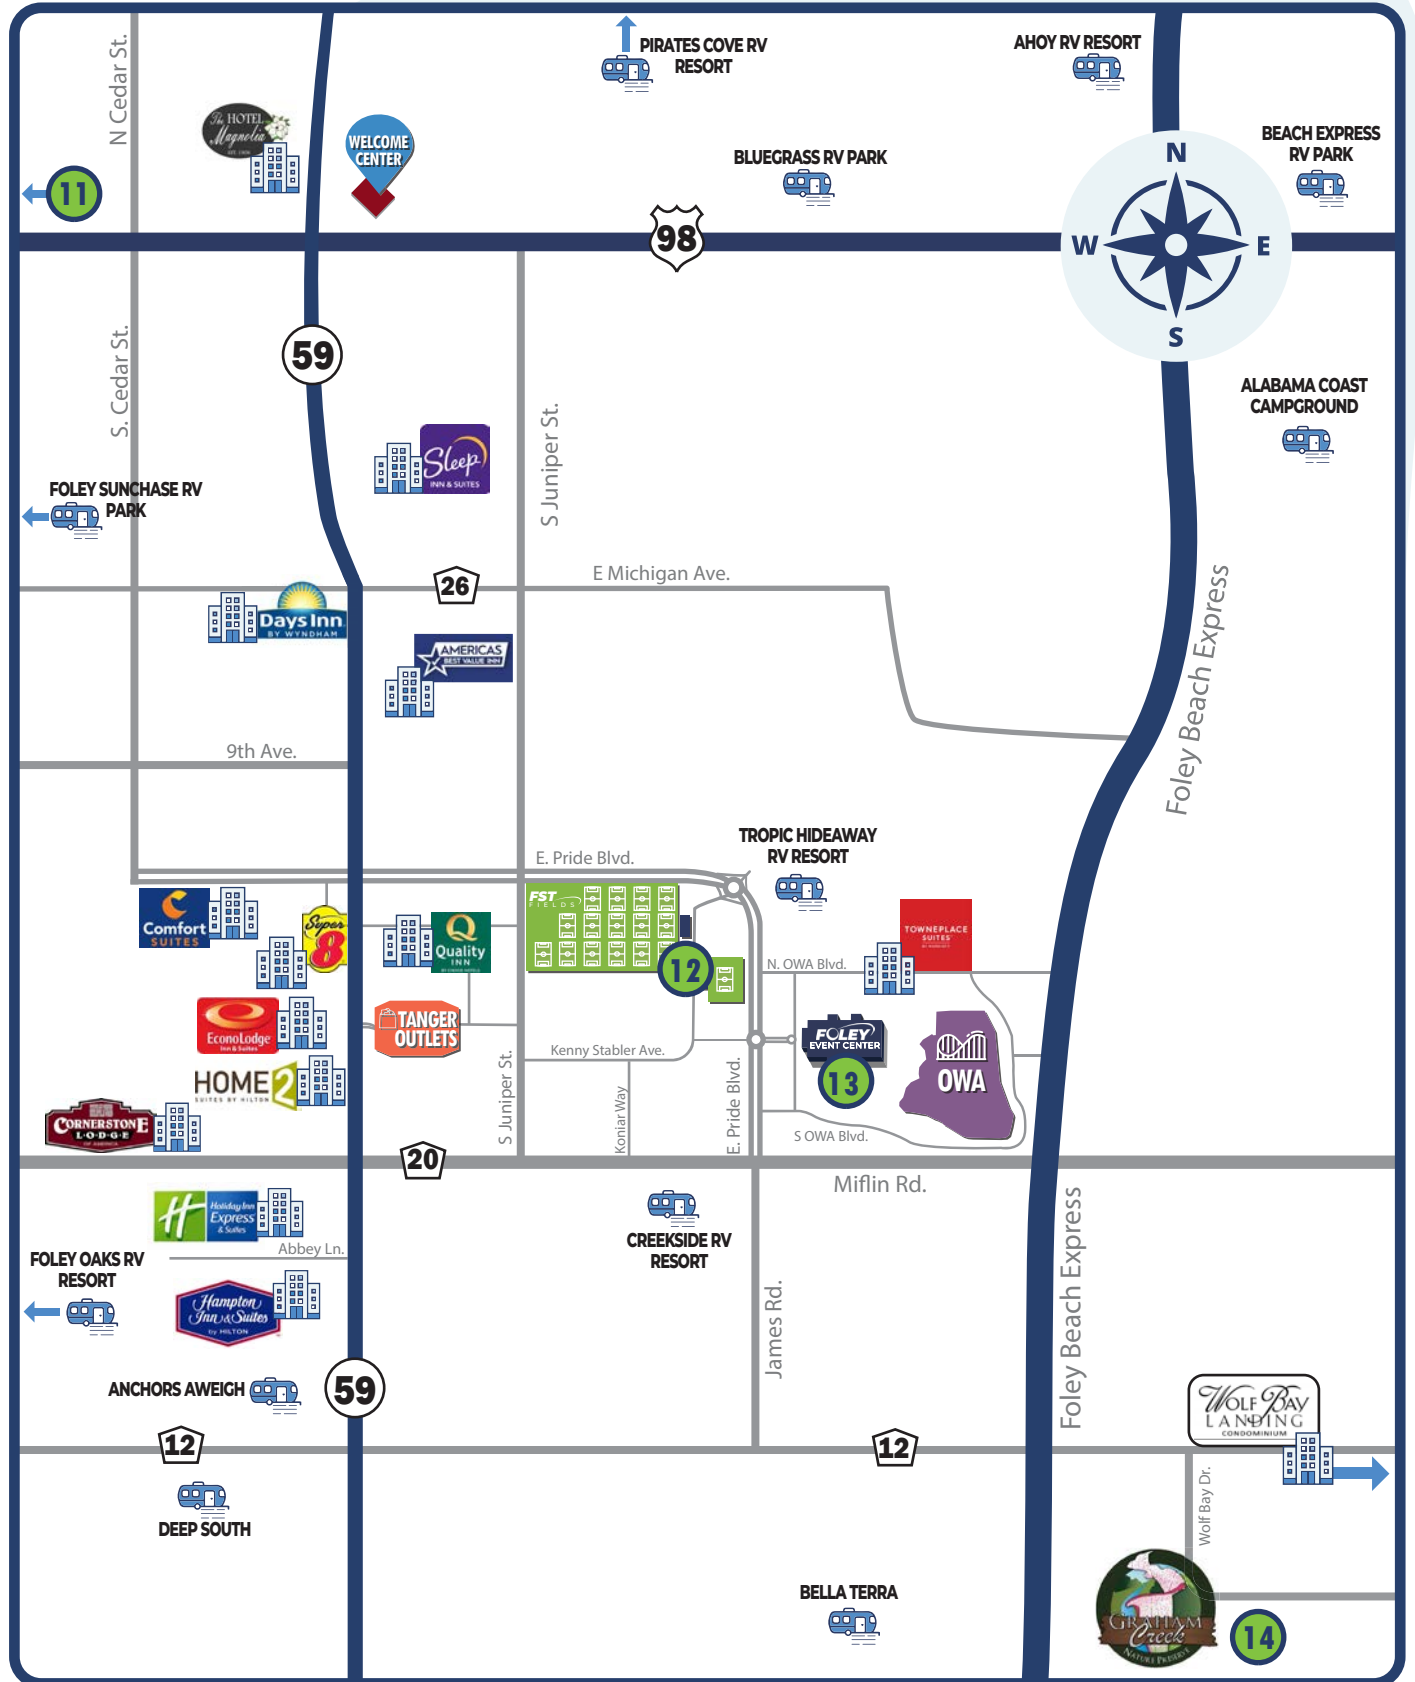 N Cedar St.
PIRATES COVE RV
RESORT
AHOY RV RESORT
The HOTEL
Magnolia
WELCOME
CENTER
BLUEGRASS RV PARK
BEACH EXPRESS
RV PARK
11
N
W
E
S
98
59
S. Cedar St.
S Juniper St.
ALABAMA COAST
CAMPGROUND
Sleep
INN & SUITES
FOLEY SUNCHASE RV
PARK
26
E Michigan Ave.
Days Inn
BY WYNDHAM
AMERICAS
BEST VALUE INN
Foley Beach Express
9th Ave.
E. Pride Blvd.
TROPIC HIDEAWAY
RV RESORT
Comfort
SUITES
Super
8
Q
Quality
INN
FST
FIELDS
12
TOWNEPLACE
SUITES
N. OWA Blvd.
EconoLodge
Inn & Suites
TANGER
OUTLETS
FOLEY
EVENT CENTER
13
OWA
Kenny Stabler Ave.
S Juniper St.
Koniar Way
E. Pride Blvd.
S OWA Blvd.
HOME2
SUITES BY HILTON
CORNERSTONE
L·O·D·G·E
OF AMERICA
20
Miflin Rd.
H
Holiday Inn
Express
& Suites
Abbey Ln.
CREEKSIDE RV
RESORT
FOLEY OAKS RV
RESORT
Hampton
Inn & Suites
by HILTON
James Rd.
Foley Beach Express
ANCHORS AWEIGH
59
12
12
WOLF BAY
LANDING
CONDOMINIUM
Wolf Bay Dr.
DEEP SOUTH
BELLA TERRA
GRAHAM
Creek
NATURE PRESERVE
14